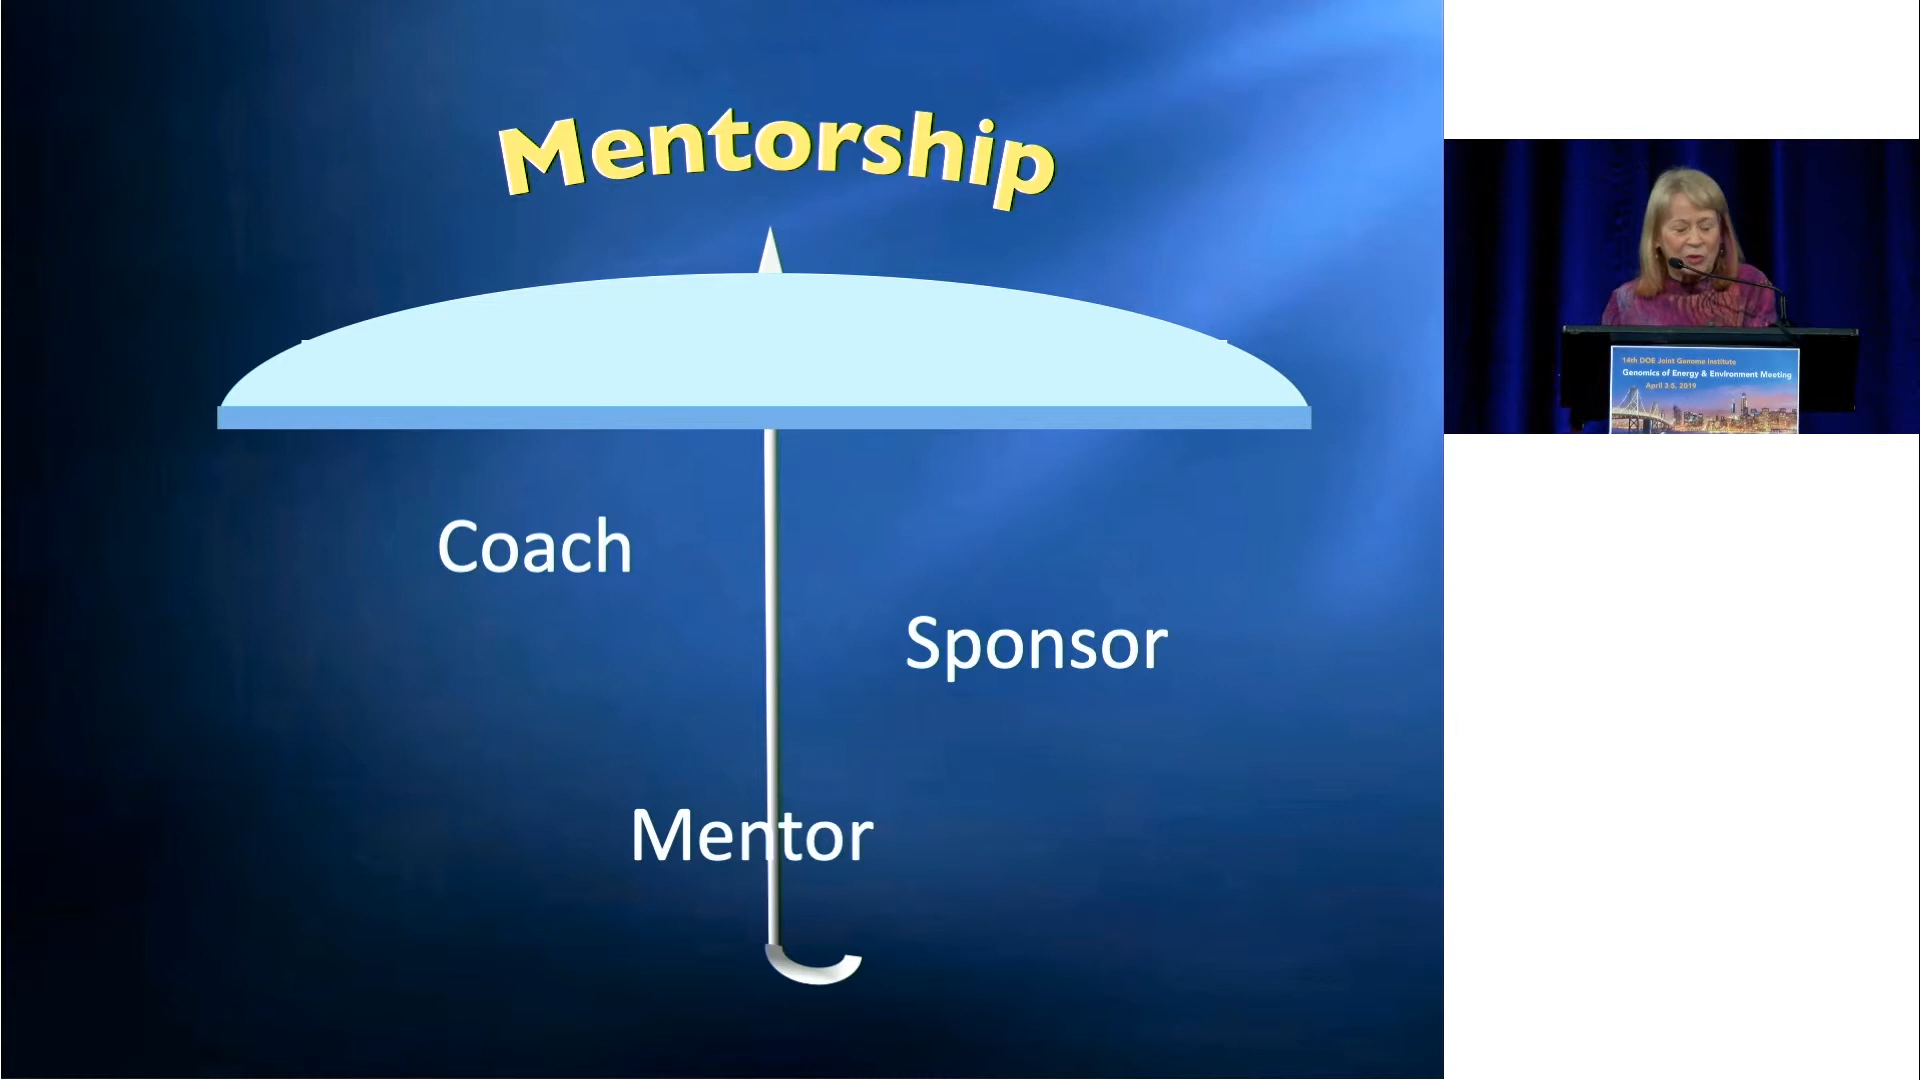 Mentorship
Coach
Sponsor
Mentor
14th DOE Joint Genome Institute
Genomics of Energy & Environment Meeting
April 3-5, 2019